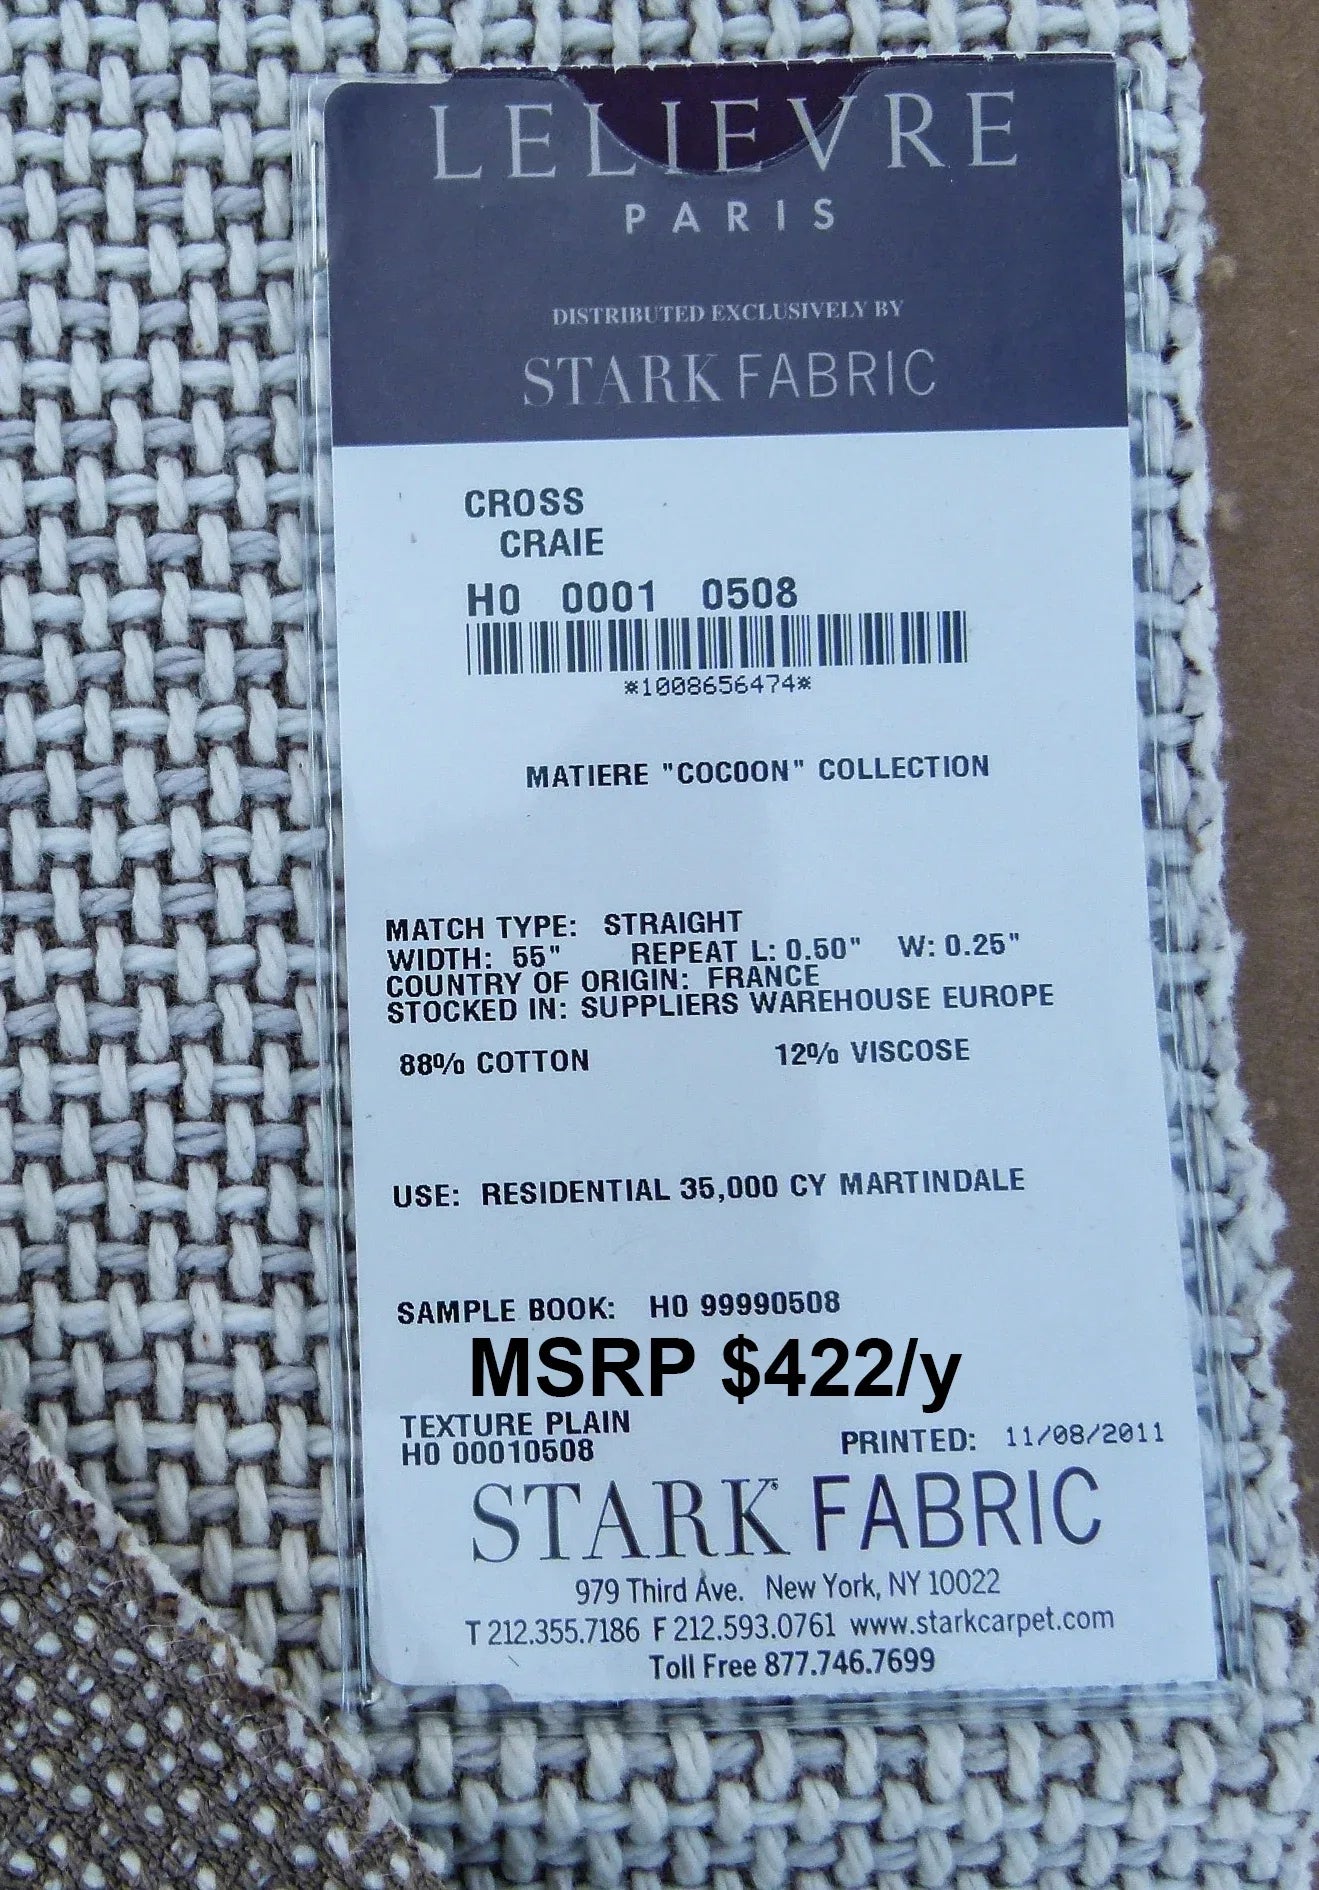 LELIEVRE
PARIS
DISTRIBUTED EXCLUSIVELY BY
STARK FABRIC
CROSS
CRAIE
H0 0001 0508
*1008656474*
MATIERE "COCOON" COLLECTION
MATCH TYPE: STRAIGHT
WIDTH: 55" REPEAT L: 0.50" W: 0.25"
COUNTRY OF ORIGIN: FRANCE
STOCKED IN: SUPPLIERS WAREHOUSE EUROPE
88% COTTON 12% VISCOSE
USE: RESIDENTIAL 35,000 CY MARTINDALE
SAMPLE BOOK: H0 99990508
MSRP $422/y
TEXTURE PLAIN
H0 00010508 PRINTED: 11/08/2011
STARK FABRIC
979 Third Ave. New York, NY 10022
T 212.355.7186 F 212.593.0761 www.starkcarpet.com
Toll Free 877.746.7699